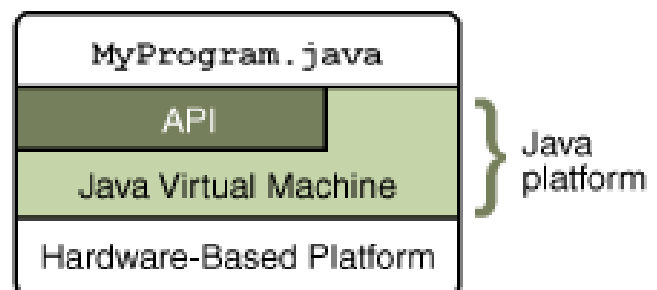 MyProgram.java
API
Java Virtual Machine
Java
platform
Hardware-Based Platform